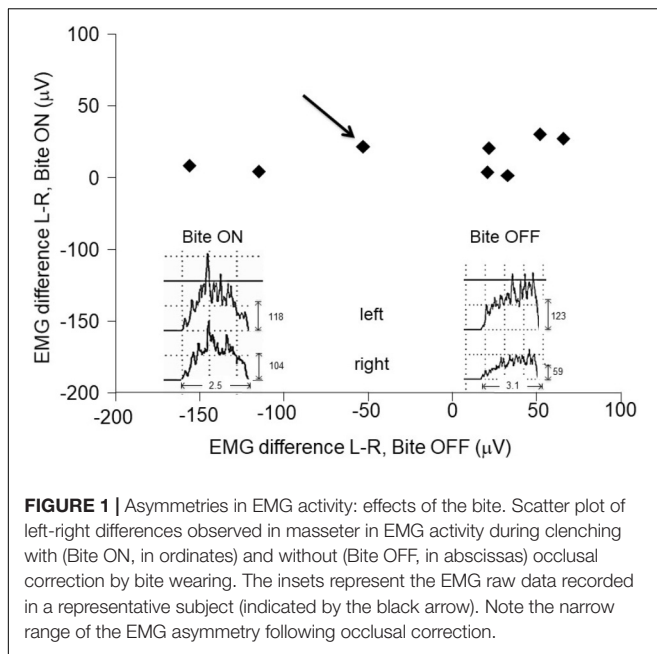 100
50
0
-50
-100
-150
-200
EMG difference L-R, Bite ON (µV)
Bite ON
Bite OFF
118
left
123
104
right
59
2.5
3.1
-200
-150
-100
-50
0
50
100
EMG difference L-R, Bite OFF (µV)
FIGURE 1 | Asymmetries in EMG activity: effects of the bite. Scatter plot of
left-right differences observed in masseter in EMG activity during clenching
with (Bite ON, in ordinates) and without (Bite OFF, in abscissas) occlusal
correction by bite wearing. The insets represent the EMG raw data recorded
in a representative subject (indicated by the black arrow). Note the narrow
range of the EMG asymmetry following occlusal correction.